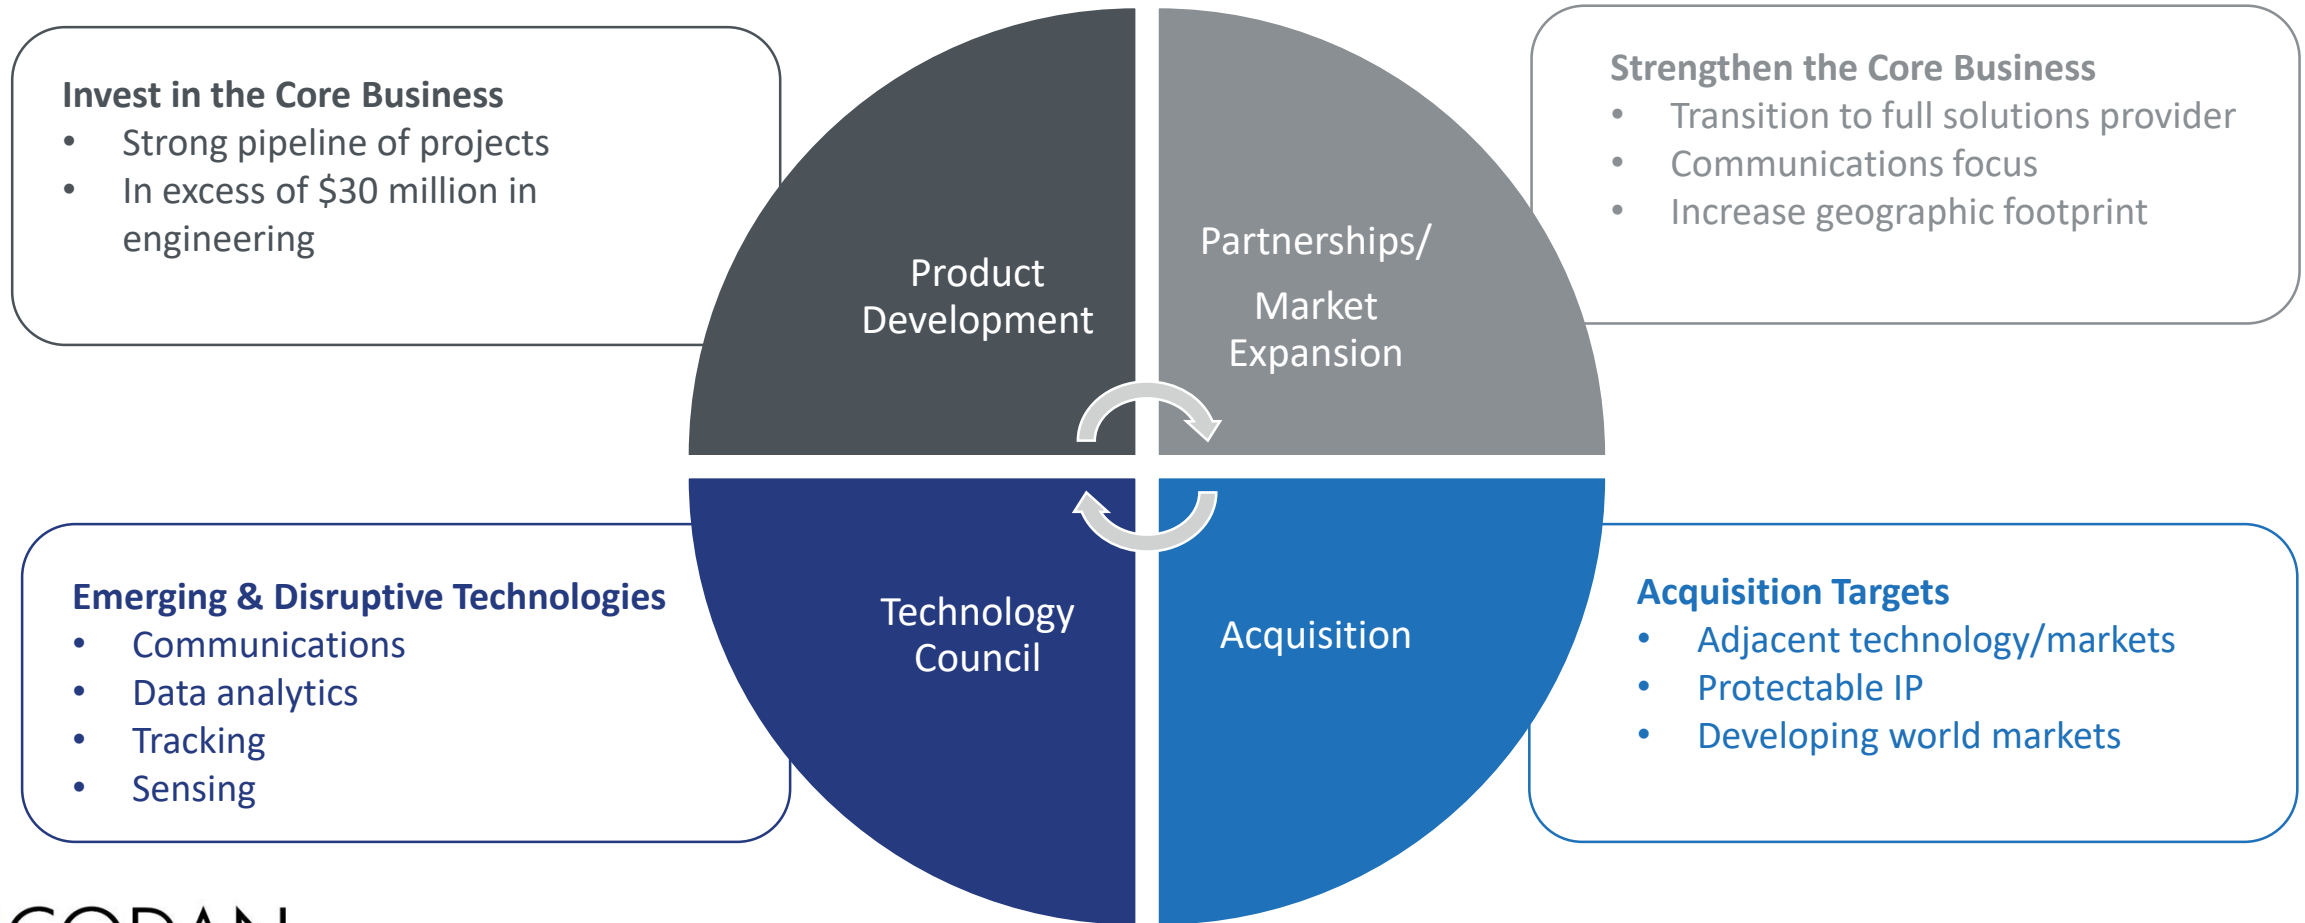 Invest in the Core Business
• Strong pipeline of projects
• In excess of $30 million in
engineering
Product
Development
Partnerships/
Market
Expansion
Strengthen the Core Business
• Transition to full solutions provider
• Communications focus
• Increase geographic footprint
Emerging & Disruptive Technologies
• Communications
• Data analytics
• Tracking
• Sensing
Technology
Council
Acquisition
Acquisition Targets
• Adjacent technology/markets
• Protectable IP
• Developing world markets
CODAN